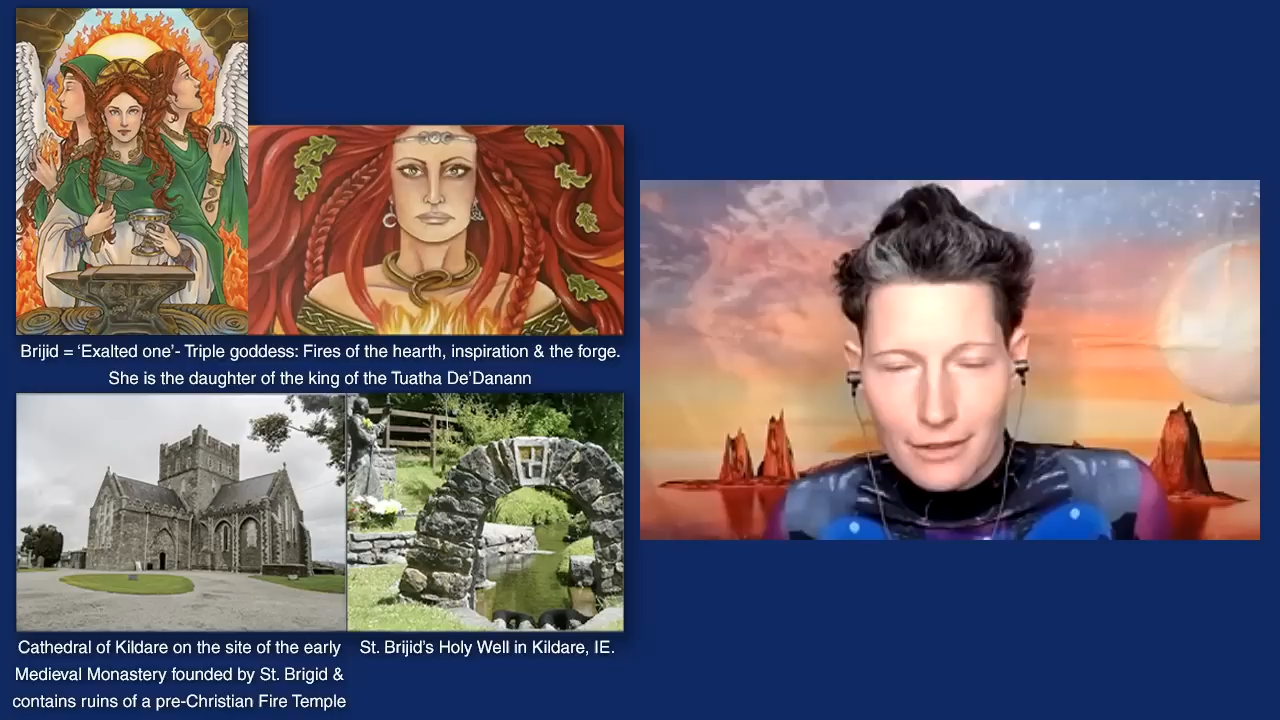 Brijid = ‘Exalted one’- Triple goddess: Fires of the hearth, inspiration & the forge.
She is the daughter of the king of the Tuatha De’Danann
Cathedral of Kildare on the site of the early
Medieval Monastery founded by St. Brigid &
contains ruins of a pre-Christian Fire Temple
St. Brijid’s Holy Well in Kildare, IE.